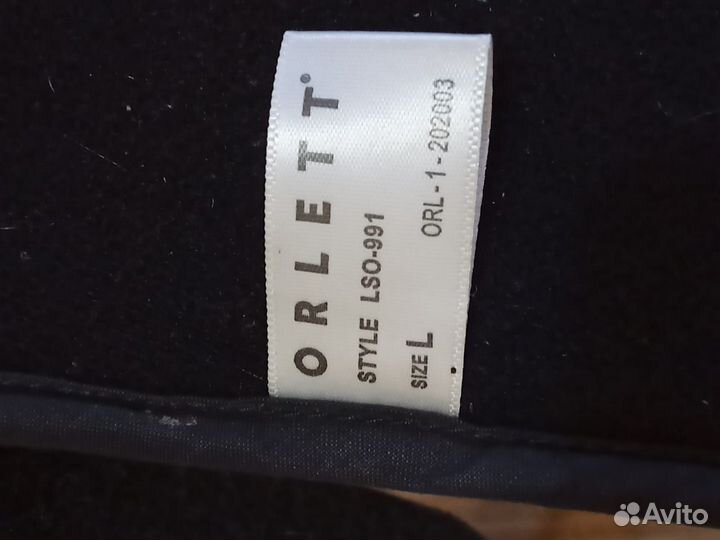 ORLETT®
STYLE LSO-991
SIZE L ORL-1-202003
Avito